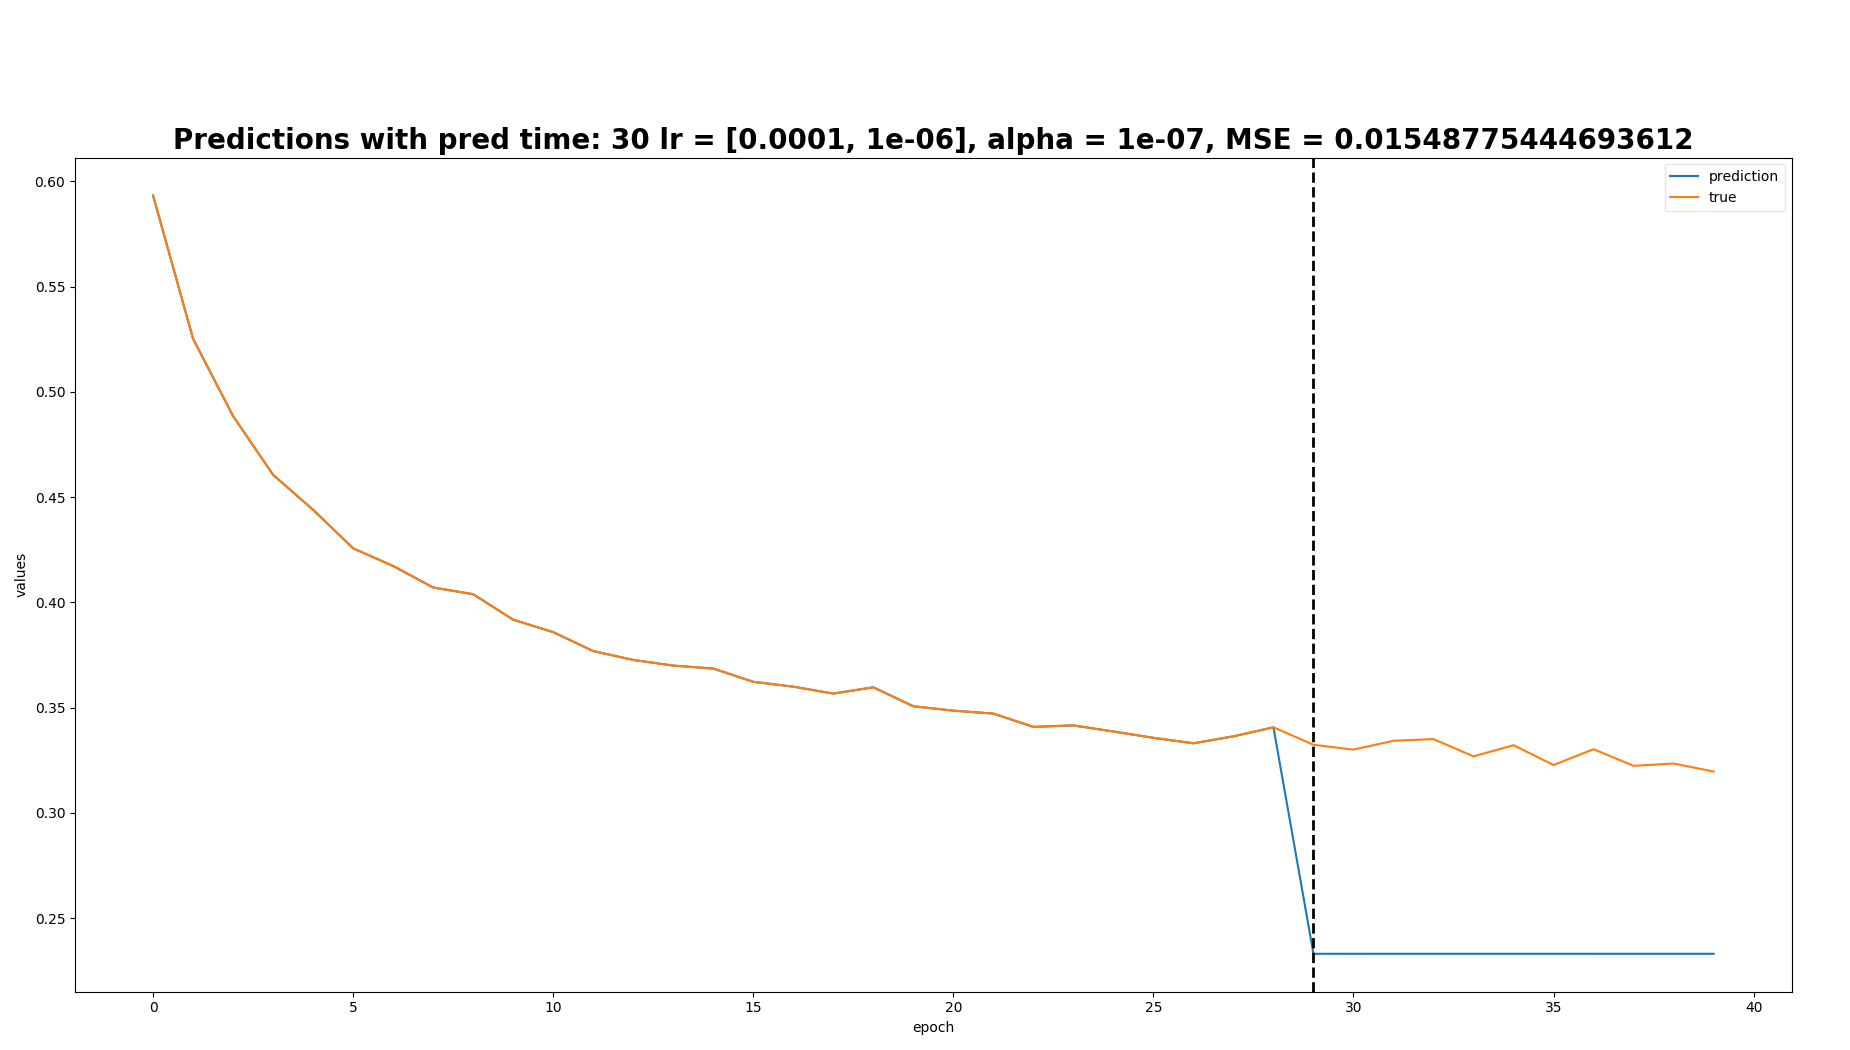 Predictions with pred time: 30 lr = [0.0001, 1e-06], alpha = 1e-07, MSE = 0.01548775444693612
prediction
true
0.60
0.55
0.50
0.45
0.40
0.35
0.30
0.25
values
0 5 10 15 20 25 30 35 40
epoch